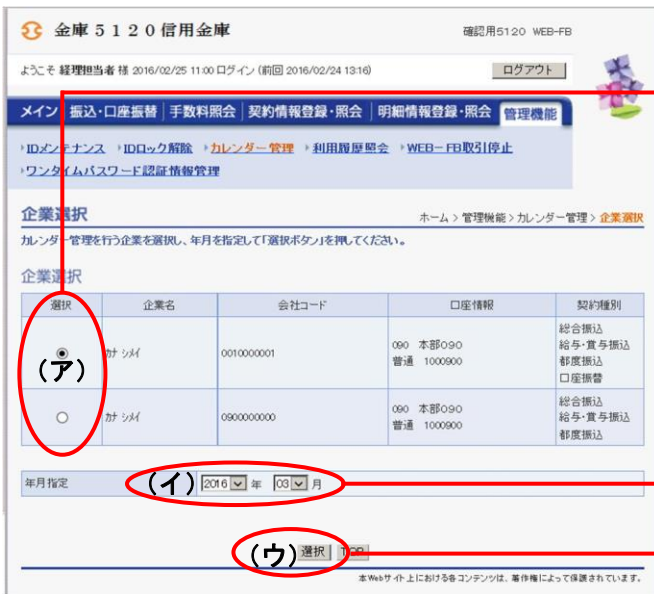 金庫5120信用金庫
確認用5120 WEB-FB
ようこそ 経理担当者 様 2016/02/25 11:00 ログイン (前回 2016/02/24 13:16)
ログアウト
メイン 振込・口座振替 手数料照会 契約情報登録・照会 明細情報登録・照会 管理機能
IDメンテナンス IDロック解除 カレンダー管理 利用履歴照会 WEB-FB取引停止
ワンタイムパスワード認証情報管理
企業選択
ホーム > 管理機能 > カレンダー管理 > 企業選択
カレンダー管理を行う企業を選択し、年月を指定して「選択ボタン」を押してください。
企業選択
選択 企業名 会社コード 口座情報 契約種別
(ア)
カナ シメイ 0010000001 090 本部090 普通 1000900
総合振込
給与・賞与振込
都度振込
口座振替
カナ シメイ 0900000000 090 本部090 普通 1000900
総合振込
給与・賞与振込
都度振込
年月指定 (イ) 2016 年 03 月
(ウ) 選択 TOP
本Webサイト上における各コンテンツは、著作権によって保護されています。